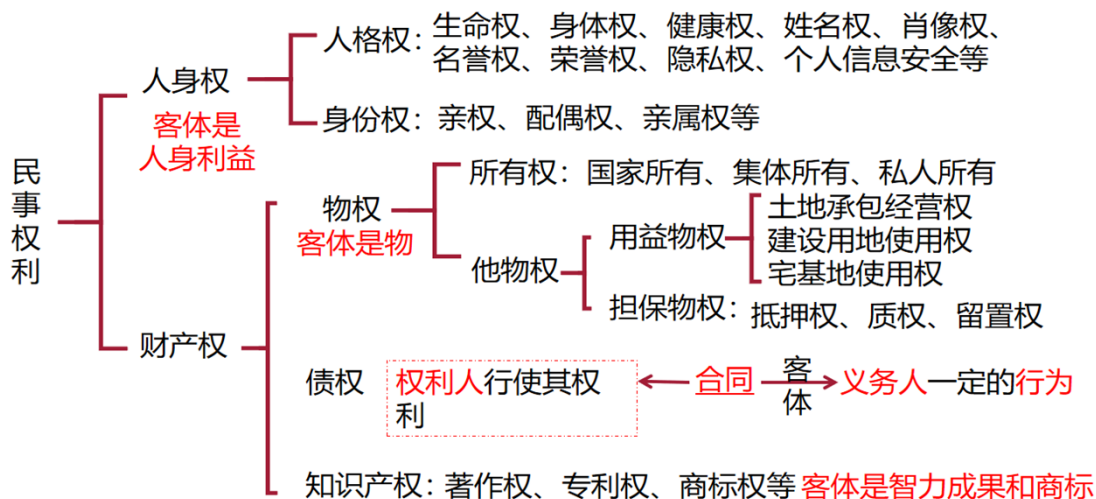 民事权利
人身权
客体是
人身利益
人格权：生命权、身体权、健康权、姓名权、肖像权、
名誉权、荣誉权、隐私权、个人信息安全等
身份权：亲权、配偶权、亲属权等
财产权
物权
客体是物
所有权：国家所有、集体所有、私人所有
他物权
用益物权
土地承包经营权
建设用地使用权
宅基地使用权
担保物权：抵押权、质权、留置权
债权
权利人行使其权
利
合同
客体
义务人一定的行为
知识产权：著作权、专利权、商标权等 客体是智力成果和商标